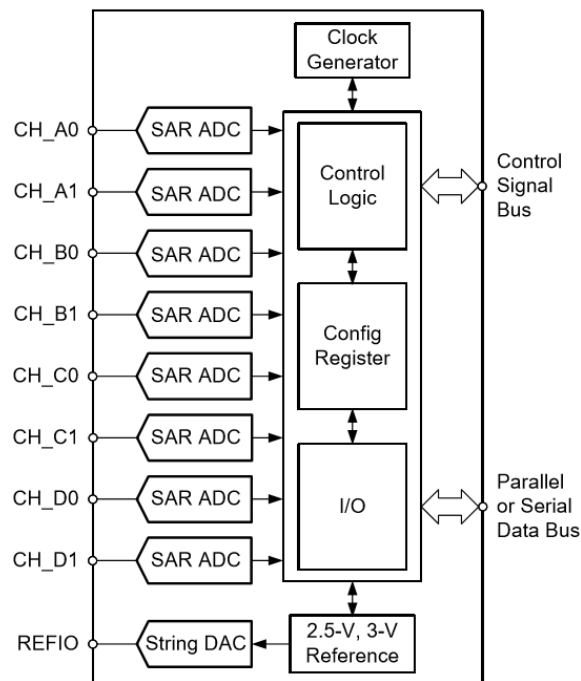 Clock
Generator
CH_A0
SAR ADC
CH_A1
SAR ADC
Control
Logic
Control
Signal
Bus
CH_B0
SAR ADC
CH_B1
SAR ADC
Config
Register
CH_C0
SAR ADC
CH_C1
SAR ADC
CH_D0
SAR ADC
I/O
Parallel
or Serial
Data Bus
CH_D1
SAR ADC
REFIO
String DAC
2.5-V, 3-V
Reference